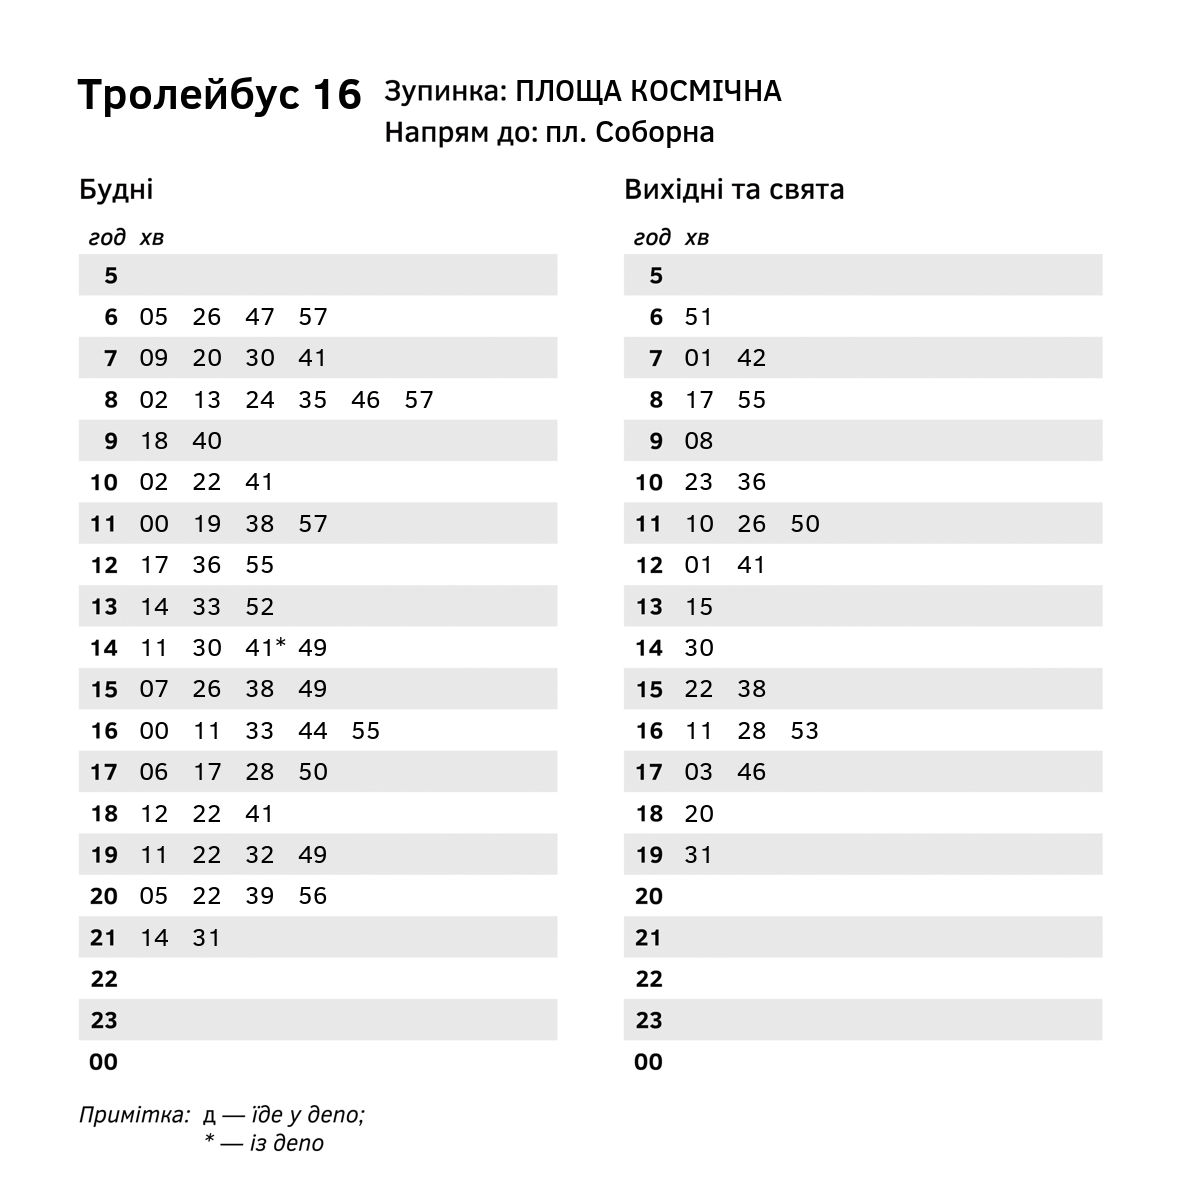 Тролейбус 16
Зупинка: ПЛОЩА КОСМІЧНА
Напрям до: пл. Соборна
Будні
год хв
5
6 05 26 47 57
7 09 20 30 41
8 02 13 24 35 46 57
9 18 40
10 02 22 41
11 00 19 38 57
12 17 36 55
13 14 33 52
14 11 30 41* 49
15 07 26 38 49
16 00 11 33 44 55
17 06 17 28 50
18 12 22 41
19 11 22 32 49
20 05 22 39 56
21 14 31
22
23
00
Вихідні та свята
год хв
5
6 51
7 01 42
8 17 55
9 08
10 23 36
11 10 26 50
12 01 41
13 15
14 30
15 22 38
16 11 28 53
17 03 46
18 20
19 31
20
21
22
23
00
Примітка: д — їде у депо;
* — із депо